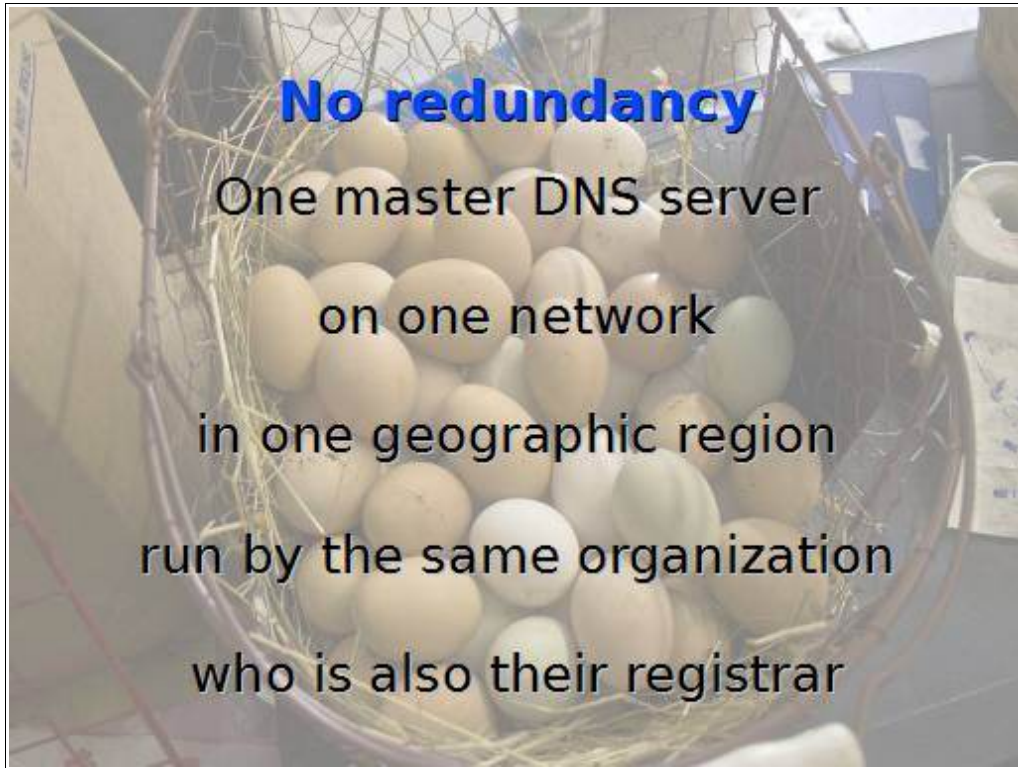 No redundancy
One master DNS server
on one network
in one geographic region
run by the same organization
who is also their registrar